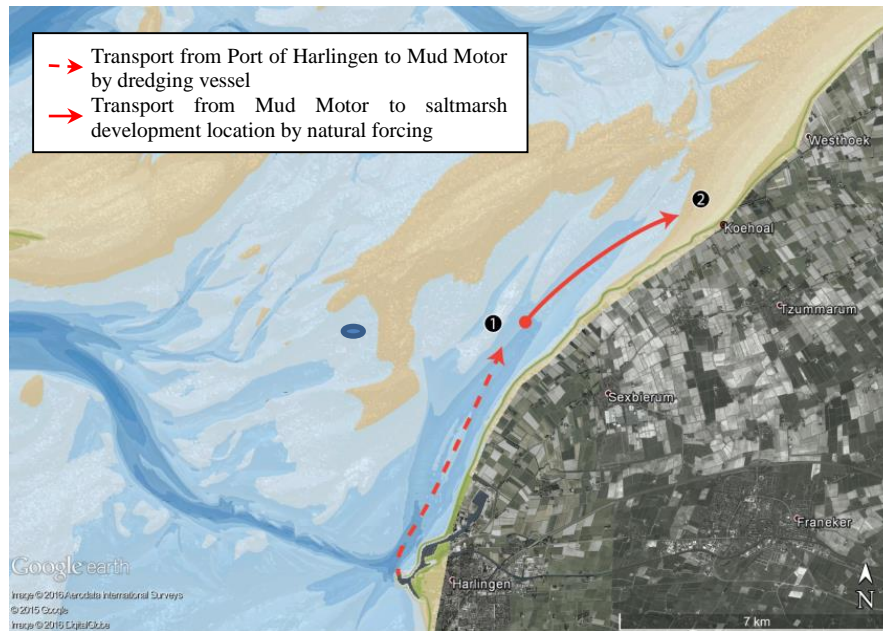 Transport from Port of Harlingen to Mud Motor
by dredging vessel
Transport from Mud Motor to saltmarsh
development location by natural forcing
Westhoek
2
Koehoal
1
Tzummarum
Sexbierum
Franeker
Google earth
Harlingen
N
Image © 2016 Aerodata International Surveys
© 2015 Google
7 km
Image © 2016 DigitalGlobe